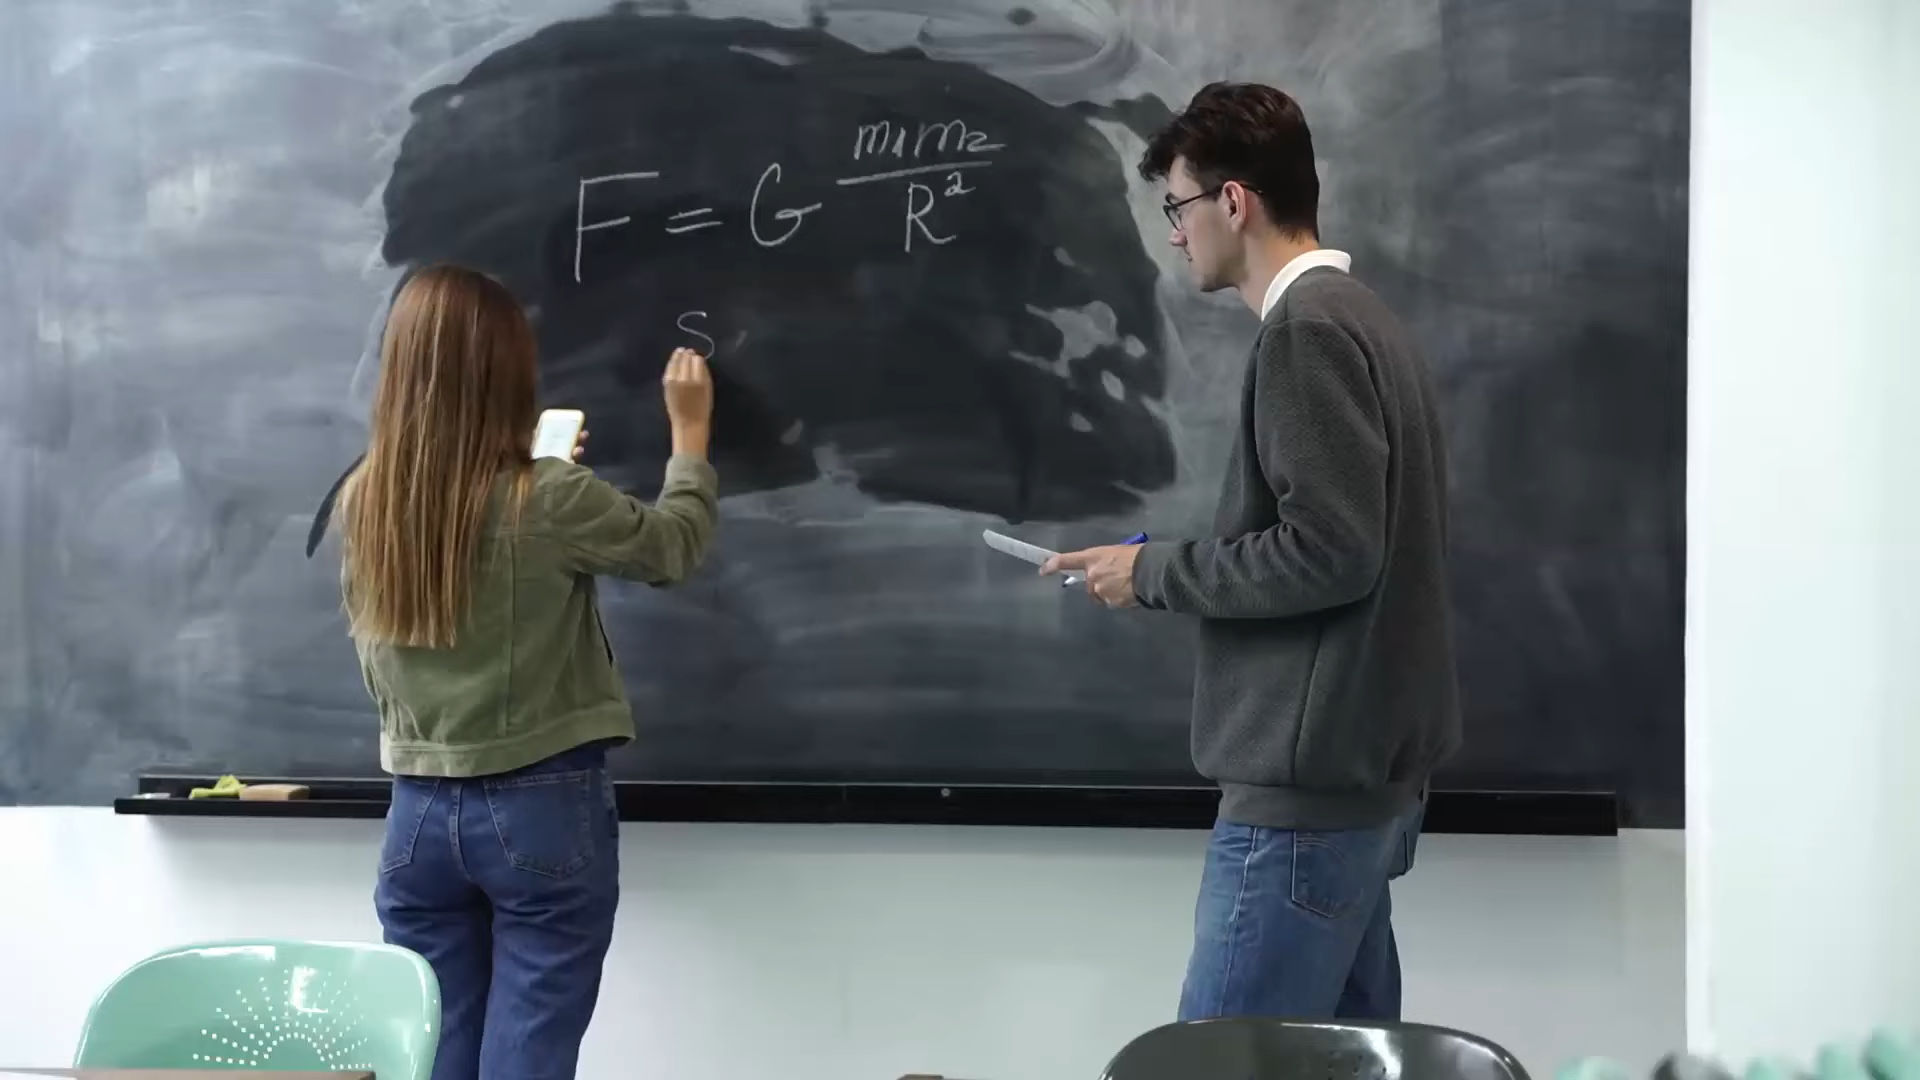 F = G m₁m₂/R²
S